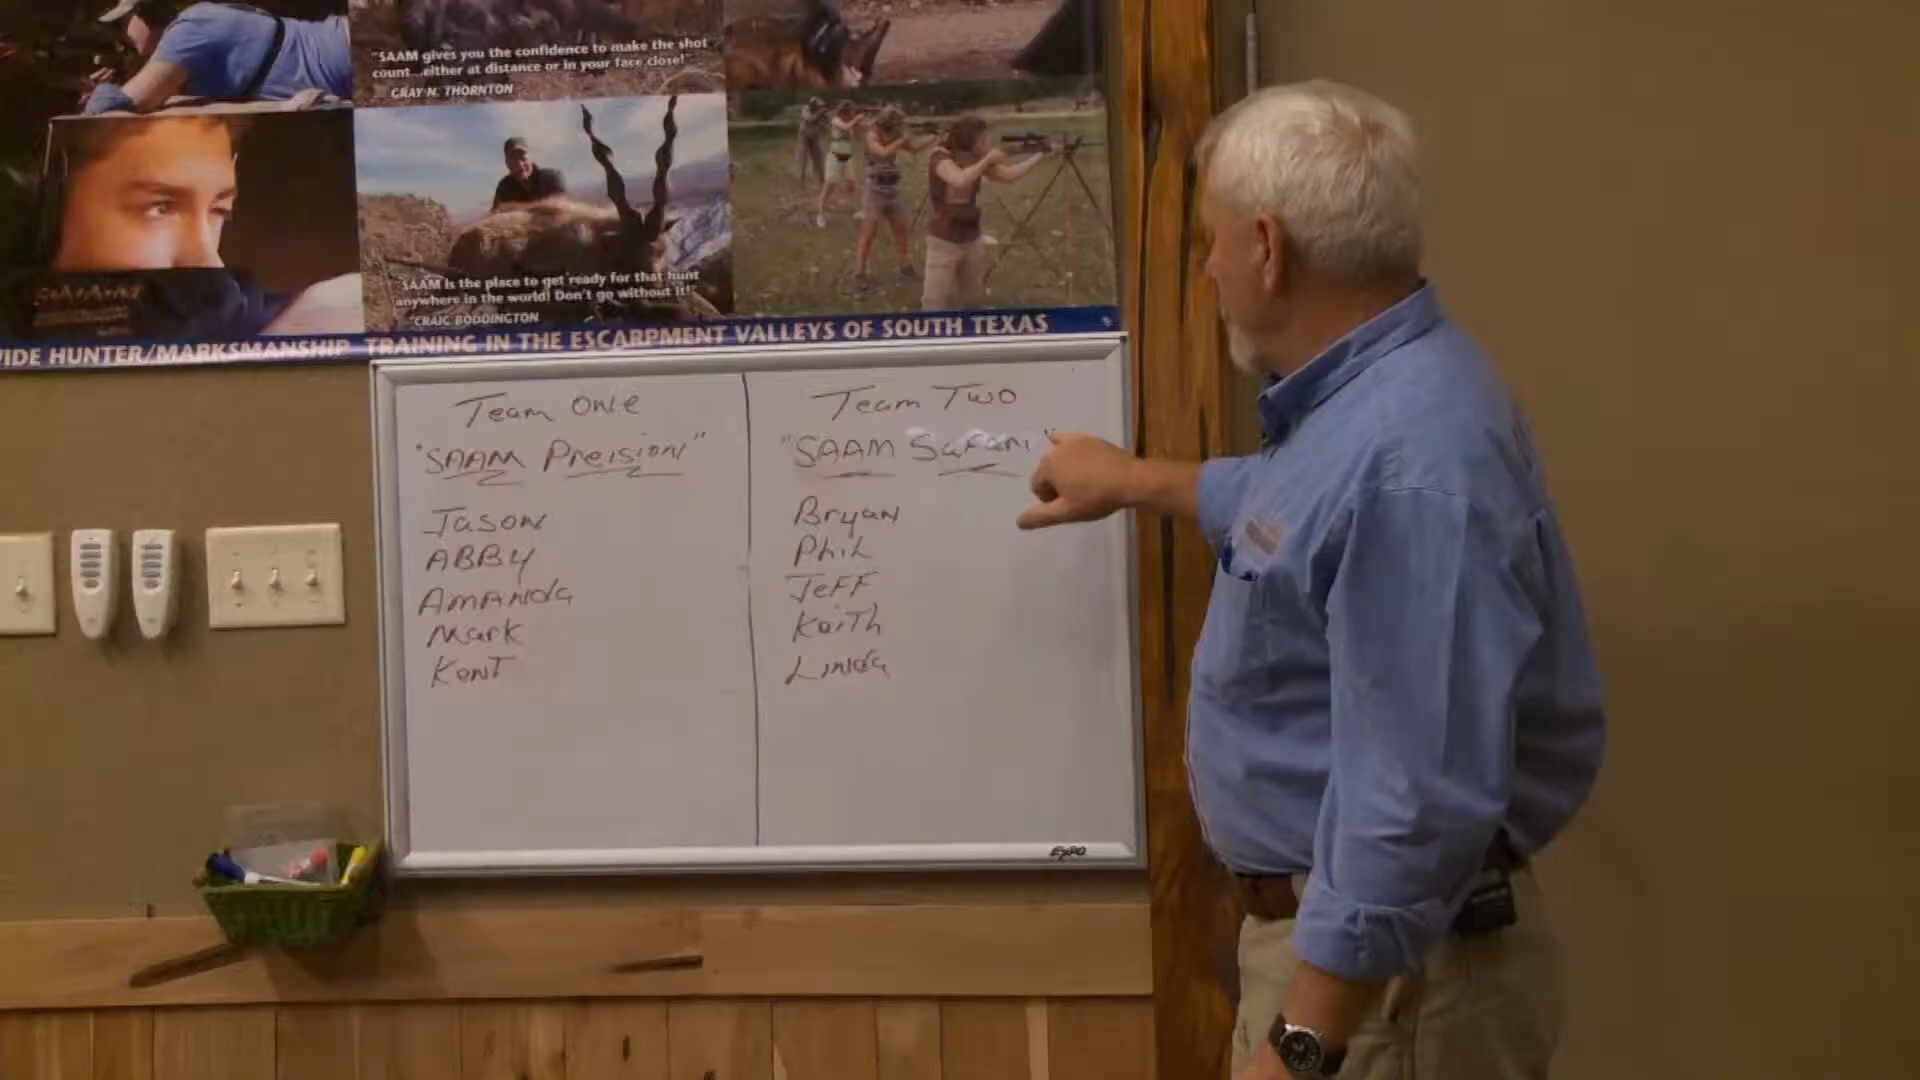 "SAAM gives you the confidence to make the shot
count...either at distance or in your face close!"
GRAY N. THORNTON
"SAAM is the place to get ready for that hunt
anywhere in the world! Don't go without it!"
CRAIG BODDINGTON
IDE HUNTER/MARKSMANSHIP TRAINING IN THE ESCARPMENT VALLEYS OF SOUTH TEXAS
Team ONe
"SAAM Preision"
Jason
ABBy
AMANda
Mark
KenT
Team Two
"SAAM Safari"
Bryan
Phil
JeFF
KeiTh
Linda
EXPO